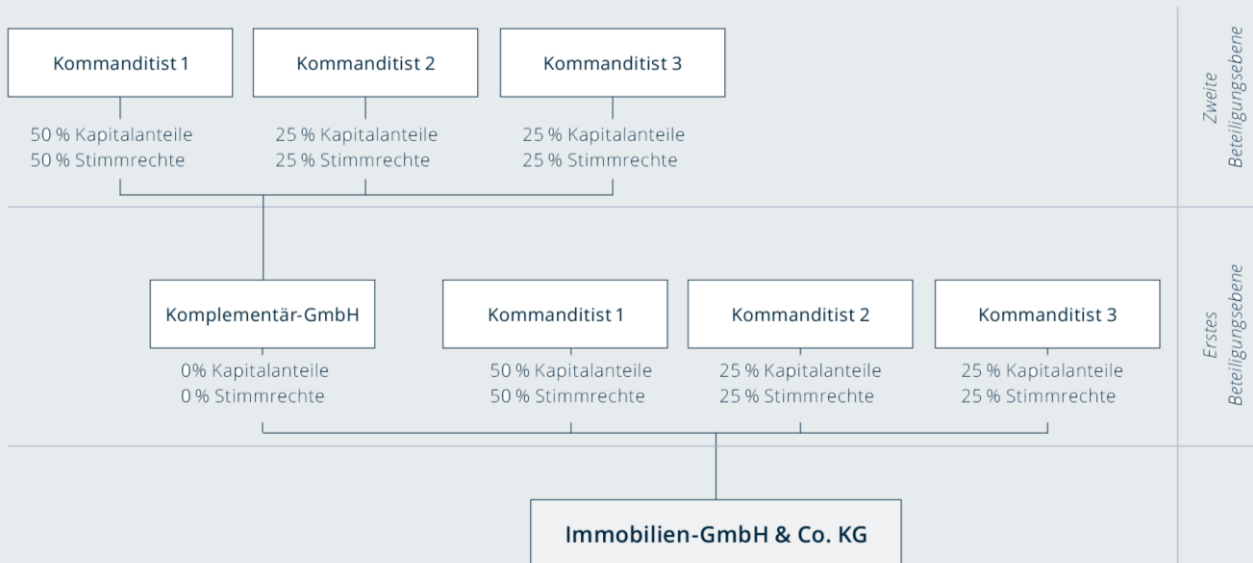 Kommanditist 1
Kommanditist 2
Kommanditist 3
50 % Kapitalanteile
50 % Stimmrechte
25 % Kapitalanteile
25 % Stimmrechte
25 % Kapitalanteile
25 % Stimmrechte
Zweite
Beteiligungsebene
Komplementär-GmbH
Kommanditist 1
Kommanditist 2
Kommanditist 3
0% Kapitalanteile
0 % Stimmrechte
50 % Kapitalanteile
50 % Stimmrechte
25 % Kapitalanteile
25 % Stimmrechte
25 % Kapitalanteile
25 % Stimmrechte
Erstes
Beteiligungsebene
Immobilien-GmbH & Co. KG